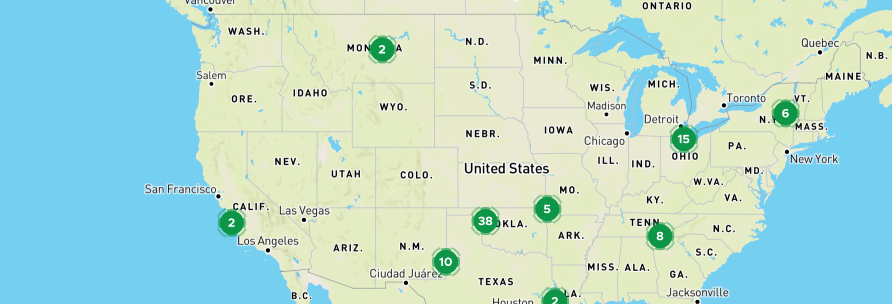 Vancouver
ONTARIO
WASH.
MON A
2
N.D.
Quebec
N.B.
MINN.
MAINE
Salem
S.D.
WIS.
MICH.
Toronto
VT.
ORE.
IDAHO
WYO.
Madison
Detroit
N.Y
6
MASS.
NEBR.
IOWA
Chicago
15
OHIO
PA.
New York
NEV.
UTAH
COLO.
United States
ILL.
IND.
MD.
San Francisco
MO.
W.VA.
VA.
KY.
CALIF.
2
Las Vegas
38
OKLA.
5
TENN.
8
N.C.
Los Angeles
ARIZ.
N.M.
ARK.
S.C.
10
Ciudad Juárez
TEXAS
MISS.
ALA.
GA.
B.C.
Houston
2
LA.
Jacksonville